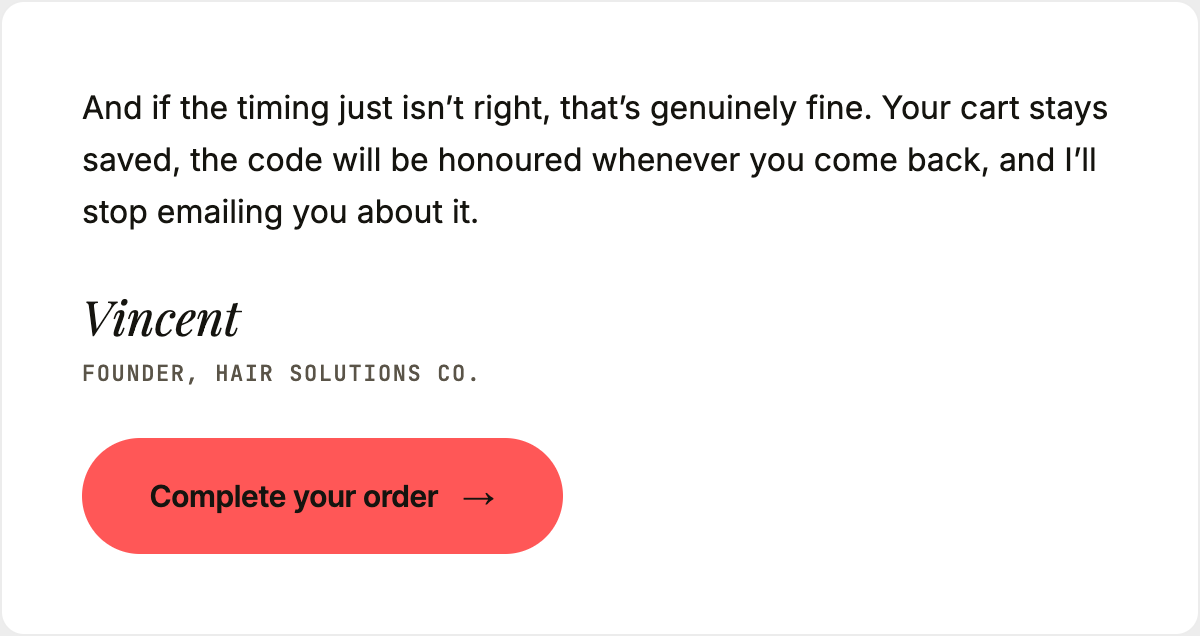 And if the timing just isn’t right, that’s genuinely fine. Your cart stays
saved, the code will be honoured whenever you come back, and I’ll
stop emailing you about it.
Vincent
FOUNDER, HAIR SOLUTIONS CO.
Complete your order →